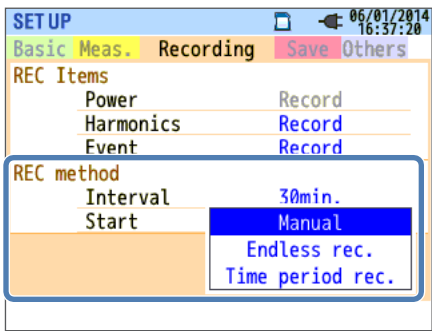 SET UP 06/01/2014
16:37:20
Basic Meas. Recording Save Others
REC Items
Power Record
Harmonics Record
Event Record
REC method
Interval 30min.
Start Manual
Endless rec.
Time period rec.